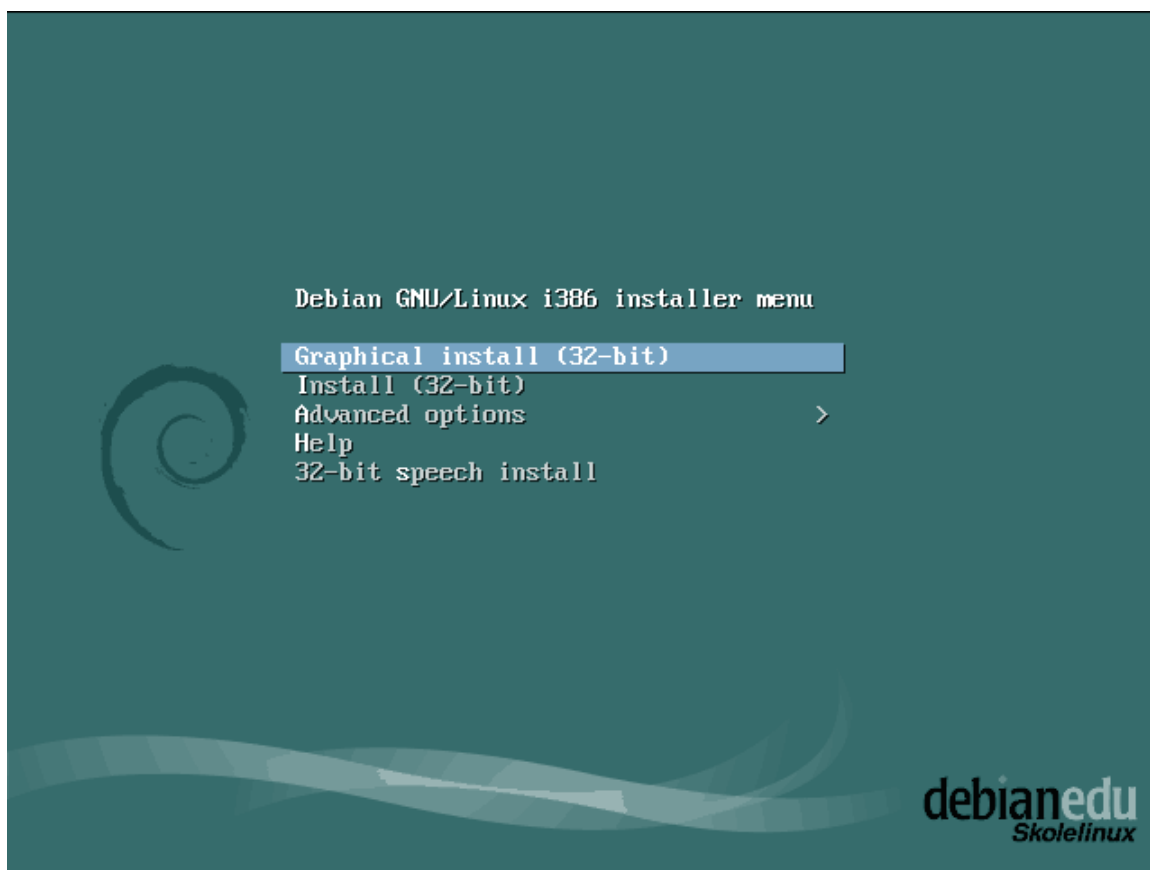 Debian GNU/Linux i386 installer menu
Graphical install (32-bit)
Install (32-bit)
Advanced options >
Help
32-bit speech install
debianedu
Skolelinux